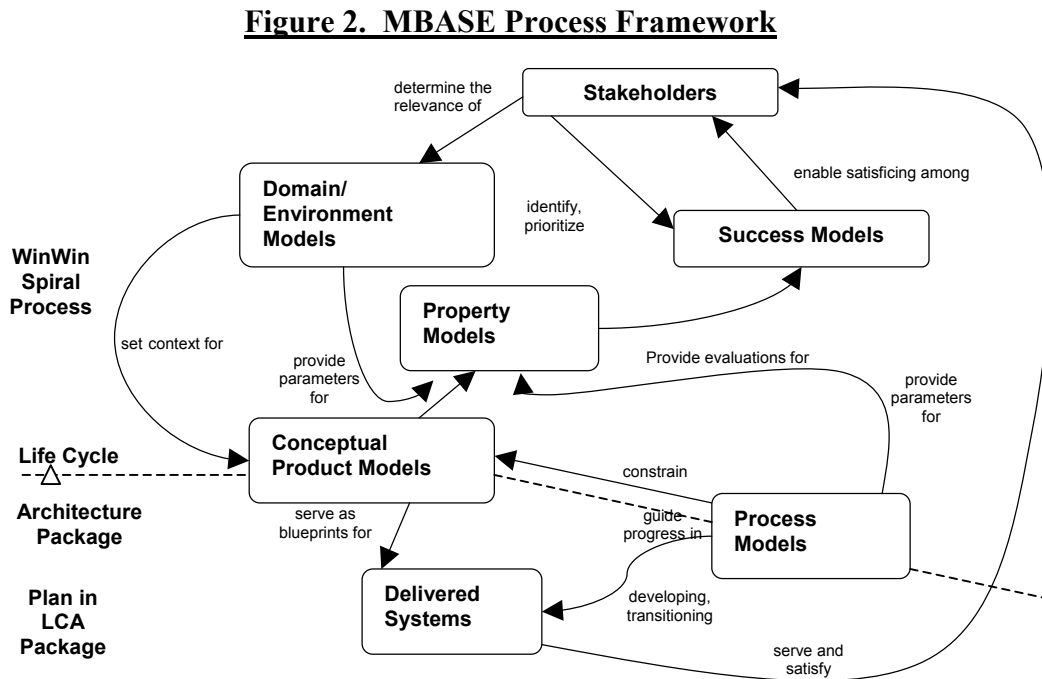 Figure 2.  MBASE Process Framework
determine the
relevance of
Stakeholders
enable satisficing among
Domain/
Environment
Models
identify,
prioritize
Success Models
WinWin
Spiral
Process
Property
Models
set context for
provide
parameters
for
Provide evaluations for
provide
parameters
for
Conceptual
Product Models
Life Cycle
constrain
Architecture
Package
serve as
blueprints for
guide
progress in
Process
Models
Plan in
LCA
Package
Delivered
Systems
developing,
transitioning
serve and
satisfy